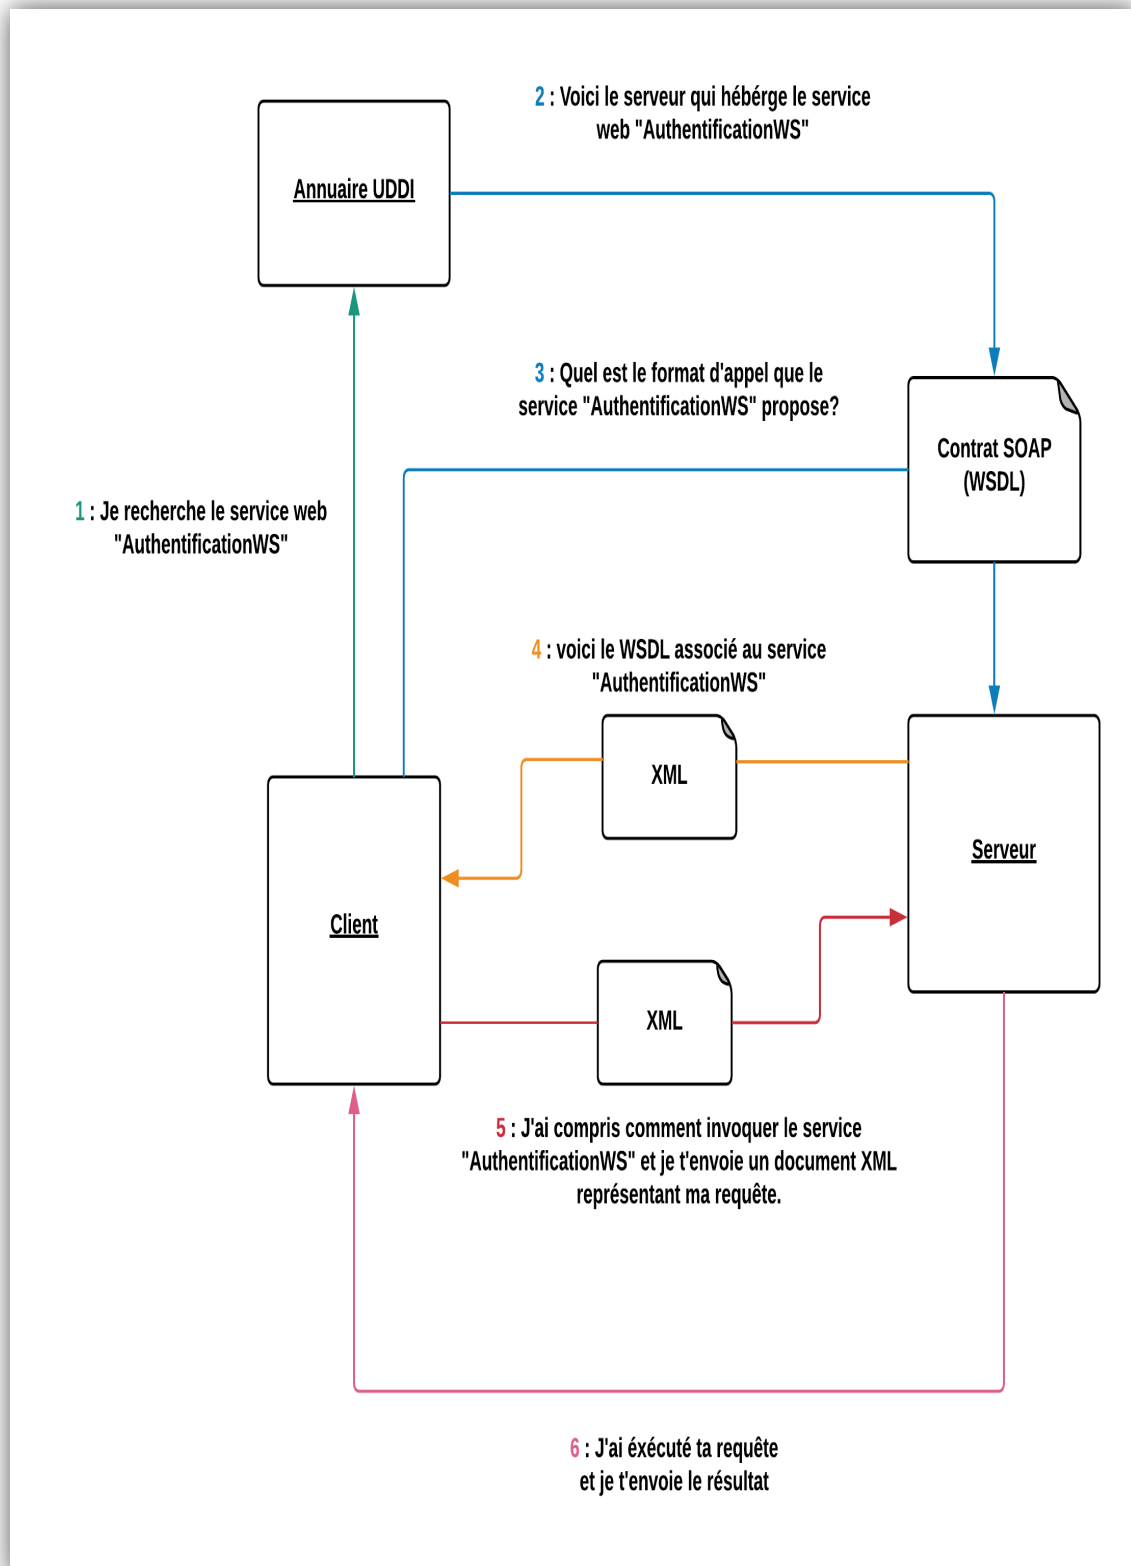 2 : Voici le serveur qui hébérge le service
web "AuthentificationWS"
Annuaire UDDI
3 : Quel est le format d'appel que le
service "AuthentificationWS" propose?
Contrat SOAP
(WSDL)
1 : Je recherche le service web
"AuthentificationWS"
4 : voici le WSDL associé au service
"AuthentificationWS"
XML
Serveur
Client
XML
5 : J'ai compris comment invoquer le service
"AuthentificationWS" et je t'envoie un document XML
représentant ma requête.
6 : J'ai éxécuté ta requête
et je t'envoie le résultat